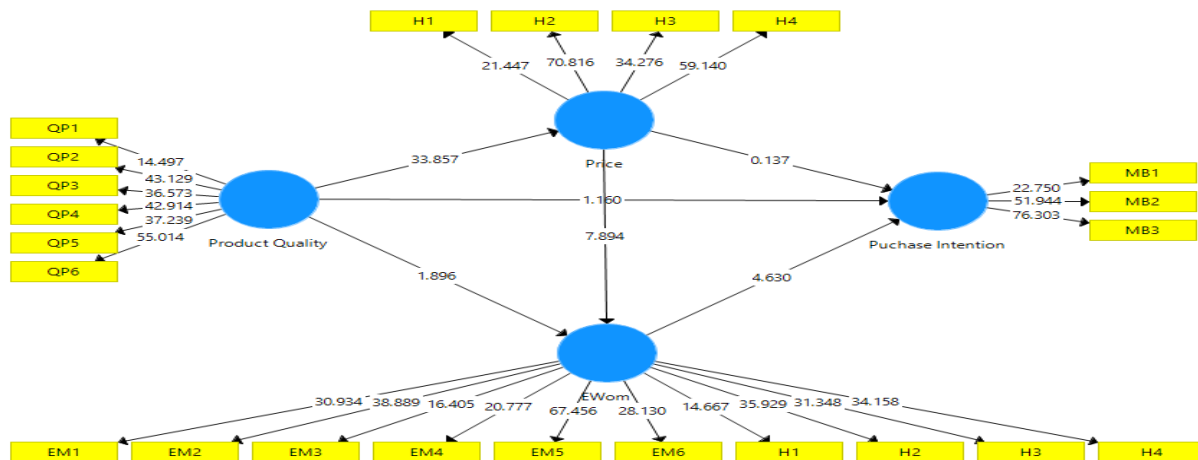 H1 H2 H3 H4
21.447 70.816 34.276 59.140
Price
QP1
QP2
QP3
QP4
QP5
QP6
14.497
43.129
36.573
42.914
37.239
55.014
Product Quality
33.857
0.137
1.160
7.894
1.896
4.630
Puchase Intention
22.750
51.944
76.303
MB1
MB2
MB3
EWom
30.934 38.889 16.405 20.777 67.456 28.130 14.667 35.929 31.348 34.158
EM1 EM2 EM3 EM4 EM5 EM6 H1 H2 H3 H4